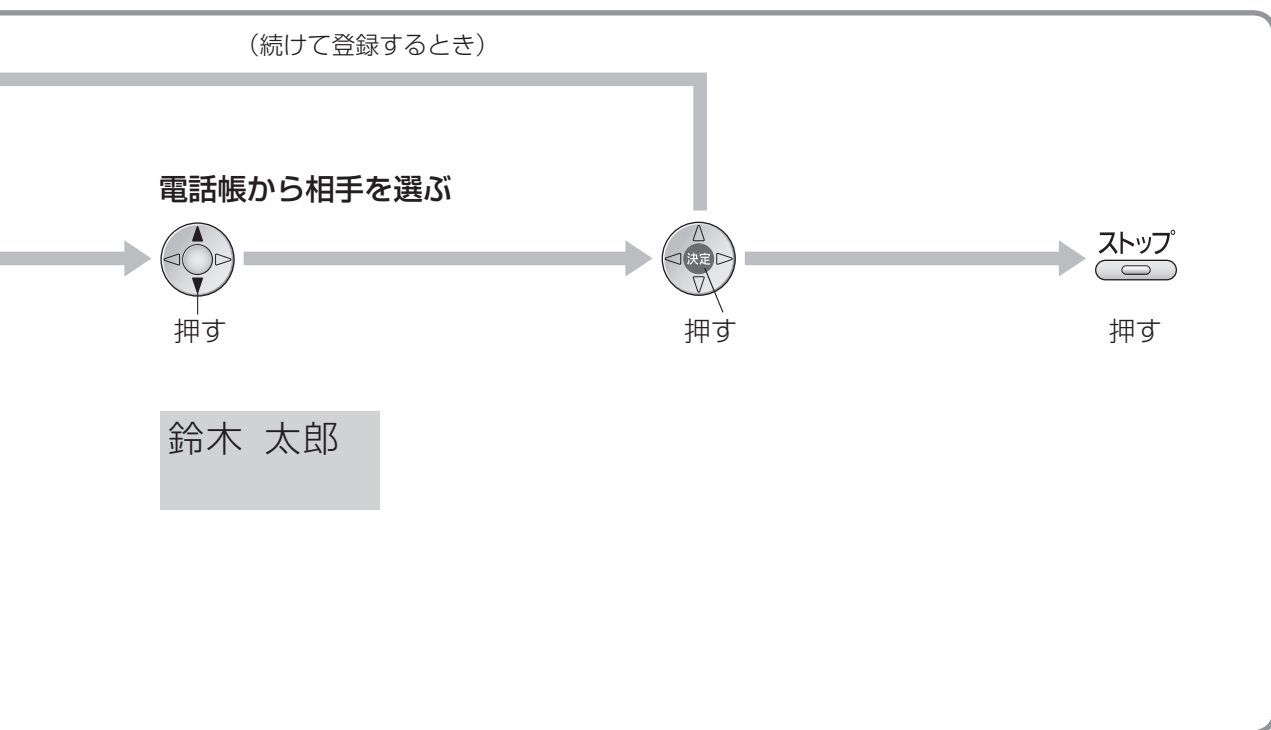 （続けて登録するとき）
電話帳から相手を選ぶ
決定
ストップ
押す
押す
押す
鈴木 太郎